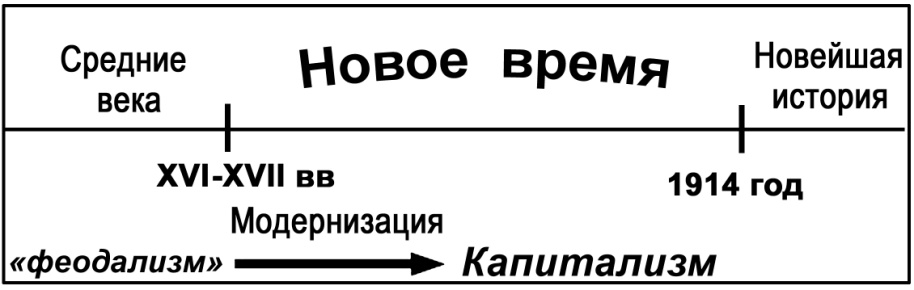 Средние
века
Новое время
Новейшая
история
XVI-XVII вв
1914 год
Модернизация
«феодализм»
Капитализм